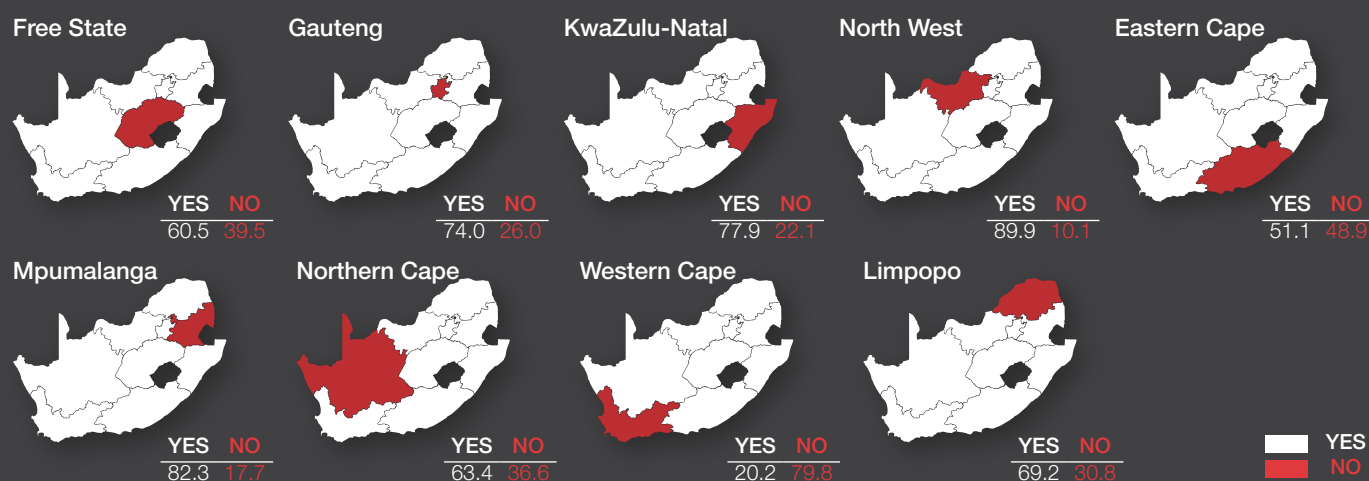 Free State
Gauteng
KwaZulu-Natal
North West
Eastern Cape
YES NO
60.5 39.5
YES NO
74.0 26.0
YES NO
77.9 22.1
YES NO
89.9 10.1
YES NO
51.1 48.9
Mpumalanga
Northern Cape
Western Cape
Limpopo
YES NO
82.3 17.7
YES NO
63.4 36.6
YES NO
20.2 79.8
YES NO
69.2 30.8
YES
NO